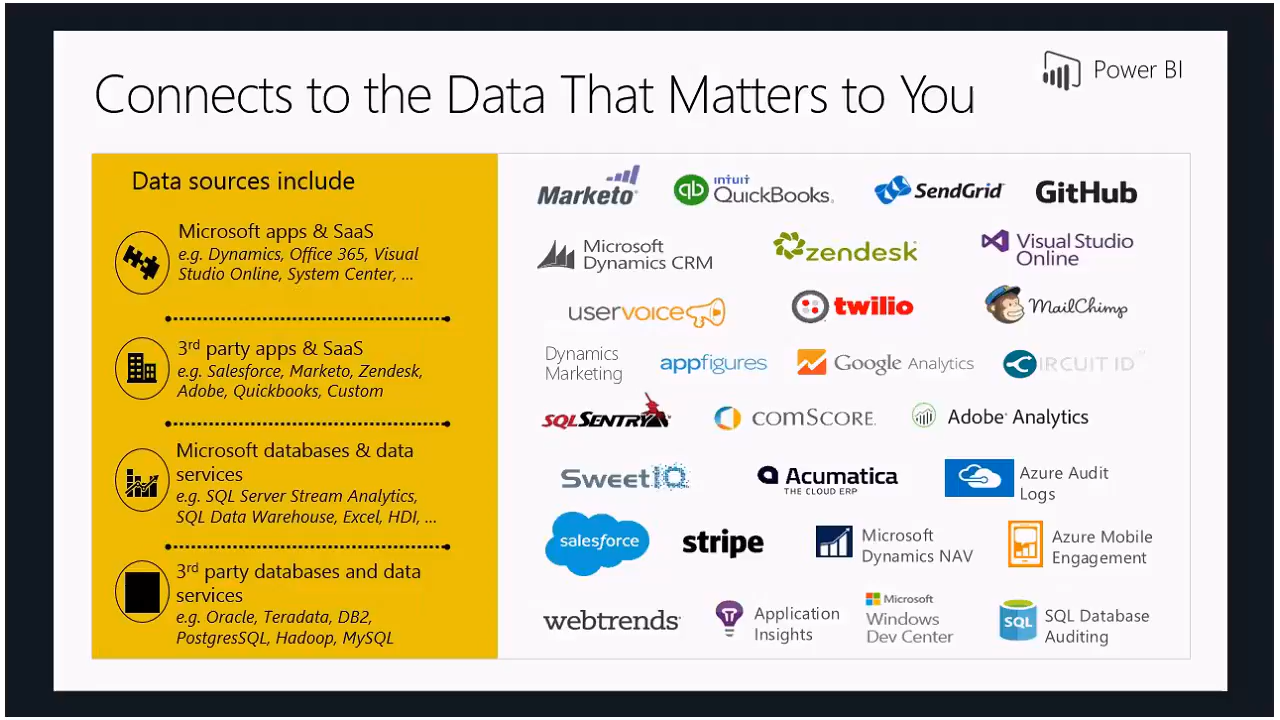 Power BI
Connects to the Data That Matters to You
Data sources include
Microsoft apps & SaaS
e.g. Dynamics, Office 365, Visual
Studio Online, System Center, ...
3rd party apps & SaaS
e.g. Salesforce, Marketo, Zendesk,
Adobe, Quickbooks, Custom
Microsoft databases & data
services
e.g. SQL Server Stream Analytics,
SQL Data Warehouse, Excel, HDI, ...
3rd party databases and data
services
e.g. Oracle, Teradata, DB2,
PostgresSQL, Hadoop, MySQL
Marketo
qb
intuit
QuickBooks.
SendGrid
GitHub
Microsoft
Dynamics CRM
zendesk
Visual Studio
Online
uservoice
twilio
MailChimp
Dynamics
Marketing
appfigures
Google Analytics
CIRCUIT ID
SQL SENTRY
comSCORE.
Adobe Analytics
SweetIQ
Acumatica
THE CLOUD ERP
Azure Audit
Logs
salesforce
stripe
Microsoft
Dynamics NAV
Azure Mobile
Engagement
webtrends
Application
Insights
Microsoft
Windows
Dev Center
SQL
SQL Database
Auditing